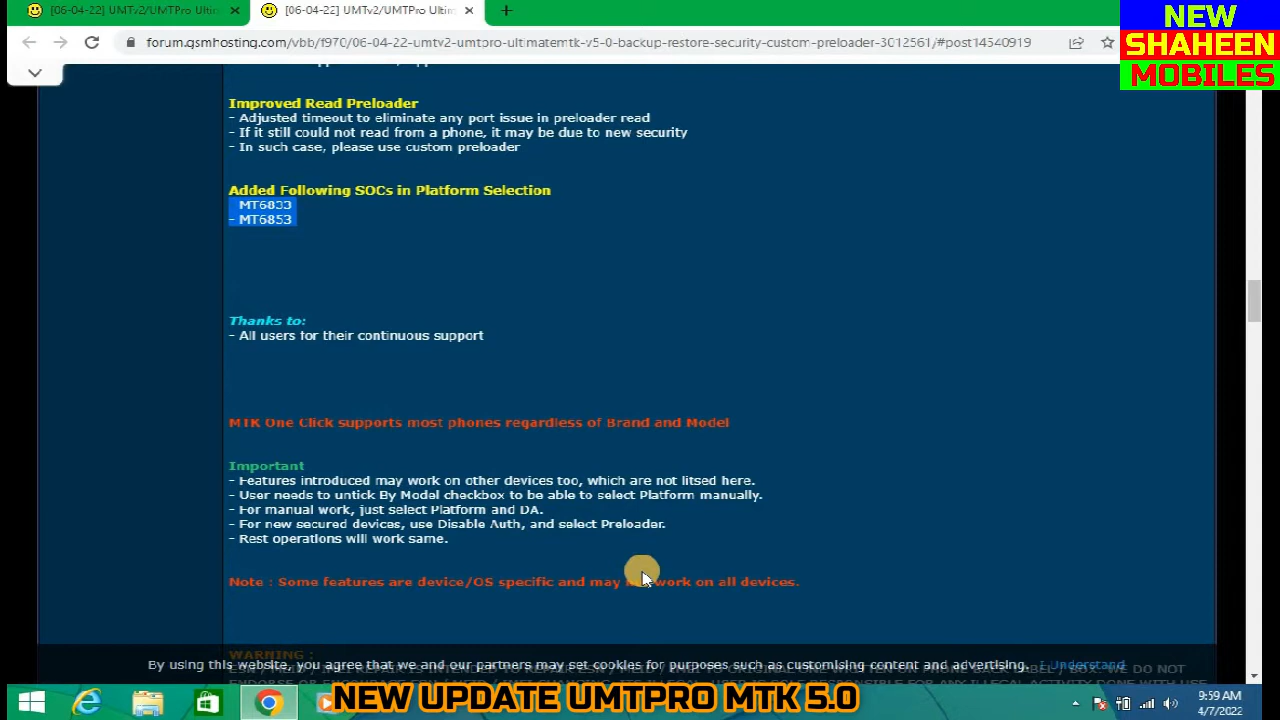 [06-04-22] UMTv2/UMTPro Ultim
[06-04-22] UMTv2/UMTPro Ultim
NEW
SHAHEEN
MOBILES
forum.gsmhosting.com/vbb/f970/06-04-22-umtv2-umtpro-ultimatemtk-v5-0-backup-restore-security-custom-preloader-3012561/#post14540919
Improved Read Preloader
- Adjusted timeout to eliminate any port issue in preloader read
- If it still could not read from a phone, it may be due to new security
- In such case, please use custom preloader
Added Following SOCs in Platform Selection
- MT6833
- MT6853
Thanks to:
- All users for their continuous support
MTK One Click supports most phones regardless of Brand and Model
Important
- Features introduced may work on other devices too, which are not litsed here.
- User needs to untick By Model checkbox to be able to select Platform manually.
- For manual work, just select Platform and DA.
- For new secured devices, use Disable Auth, and select Preloader.
- Rest operations will work same.
Note : Some features are device/OS specific and may work on all devices.
WARNING :
By using this website, you agree that we and our partners may set cookies for purposes such as customising content and advertising. I Understand
NEW UPDATE UMTPRO MTK 5.0
9:59 AM
4/7/2022